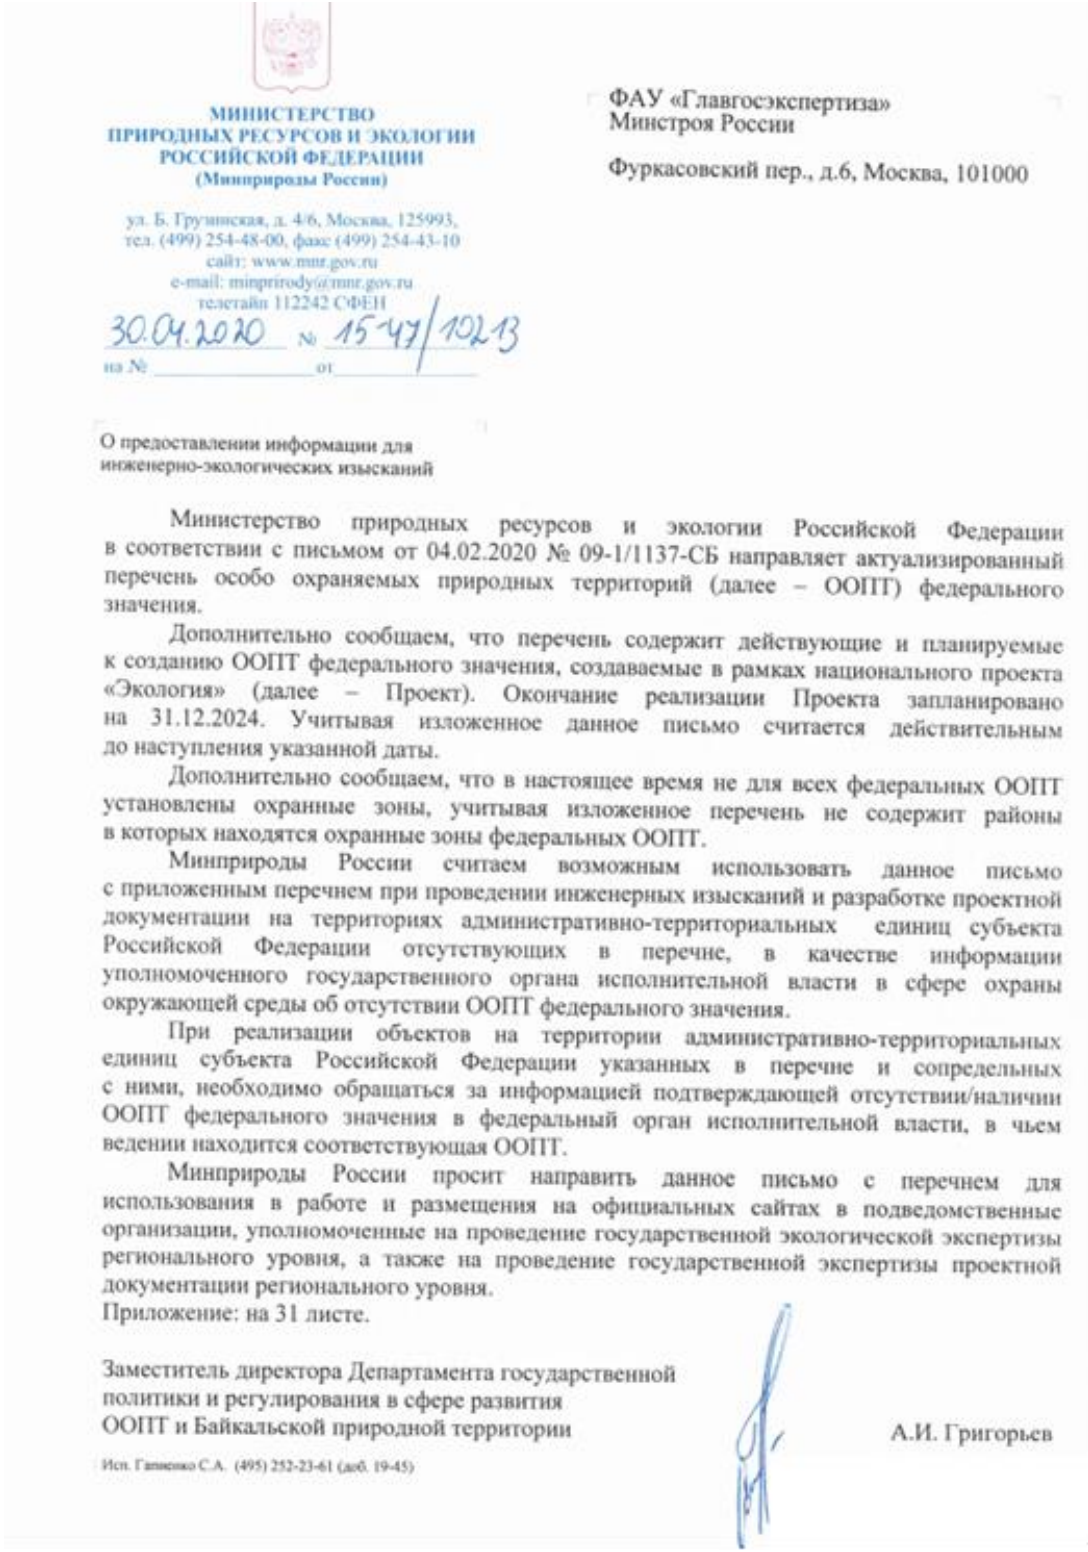 МИНИСТЕРСТВО
ПРИРОДНЫХ РЕСУРСОВ И ЭКОЛОГИИ
РОССИЙСКОЙ ФЕДЕРАЦИИ
(Минприроды России)
ул. Б. Грузинская, д. 4/6, Москва, 125993,
тел. (499) 254-48-00, факс (499) 254-43-10
сайт: www.mnr.gov.ru
e-mail: minprirody@mnr.gov.ru
телетайп 112242 СФЕН
30.04.2020 № 15-47/10213
на № от
ФАУ «Главгосэкспертиза»
Минстроя России
Фуркасовский пер., д.6, Москва, 101000
О предоставлении информации для
инженерно-экологических изысканий
Министерство природных ресурсов и экологии Российской Федерации
в соответствии с письмом от 04.02.2020 № 09-1/1137-СБ направляет актуализированный
перечень особо охраняемых природных территорий (далее – ООПТ) федерального
значения.
Дополнительно сообщаем, что перечень содержит действующие и планируемые
к созданию ООПТ федерального значения, создаваемые в рамках национального проекта
«Экология» (далее – Проект). Окончание реализации Проекта запланировано
на 31.12.2024. Учитывая изложенное данное письмо считается действительным
до наступления указанной даты.
Дополнительно сообщаем, что в настоящее время не для всех федеральных ООПТ
установлены охранные зоны, учитывая изложенное перечень не содержит районы
в которых находятся охранные зоны федеральных ООПТ.
Минприроды России считаем возможным использовать данное письмо
с приложенным перечнем при проведении инженерных изысканий и разработке проектной
документации на территориях административно-территориальных единиц субъекта
Российской Федерации отсутствующих в перечне, в качестве информации
уполномоченного государственного органа исполнительной власти в сфере охраны
окружающей среды об отсутствии ООПТ федерального значения.
При реализации объектов на территории административно-территориальных
единиц субъекта Российской Федерации указанных в перечне и сопредельных
с ними, необходимо обращаться за информацией подтверждающей отсутствии/наличии
ООПТ федерального значения в федеральный орган исполнительной власти, в чьем
ведении находится соответствующая ООПТ.
Минприроды России просит направить данное письмо с перечнем для
использования в работе и размещения на официальных сайтах в подведомственные
организации, уполномоченные на проведение государственной экологической экспертизы
регионального уровня, а также на проведение государственной экспертизы проектной
документации регионального уровня.
Приложение: на 31 листе.
Заместитель директора Департамента государственной
политики и регулирования в сфере развития
ООПТ и Байкальской природной территории
А.И. Григорьев
Исп. Гапиенко С.А. (495) 252-23-61 (доб. 19-45)